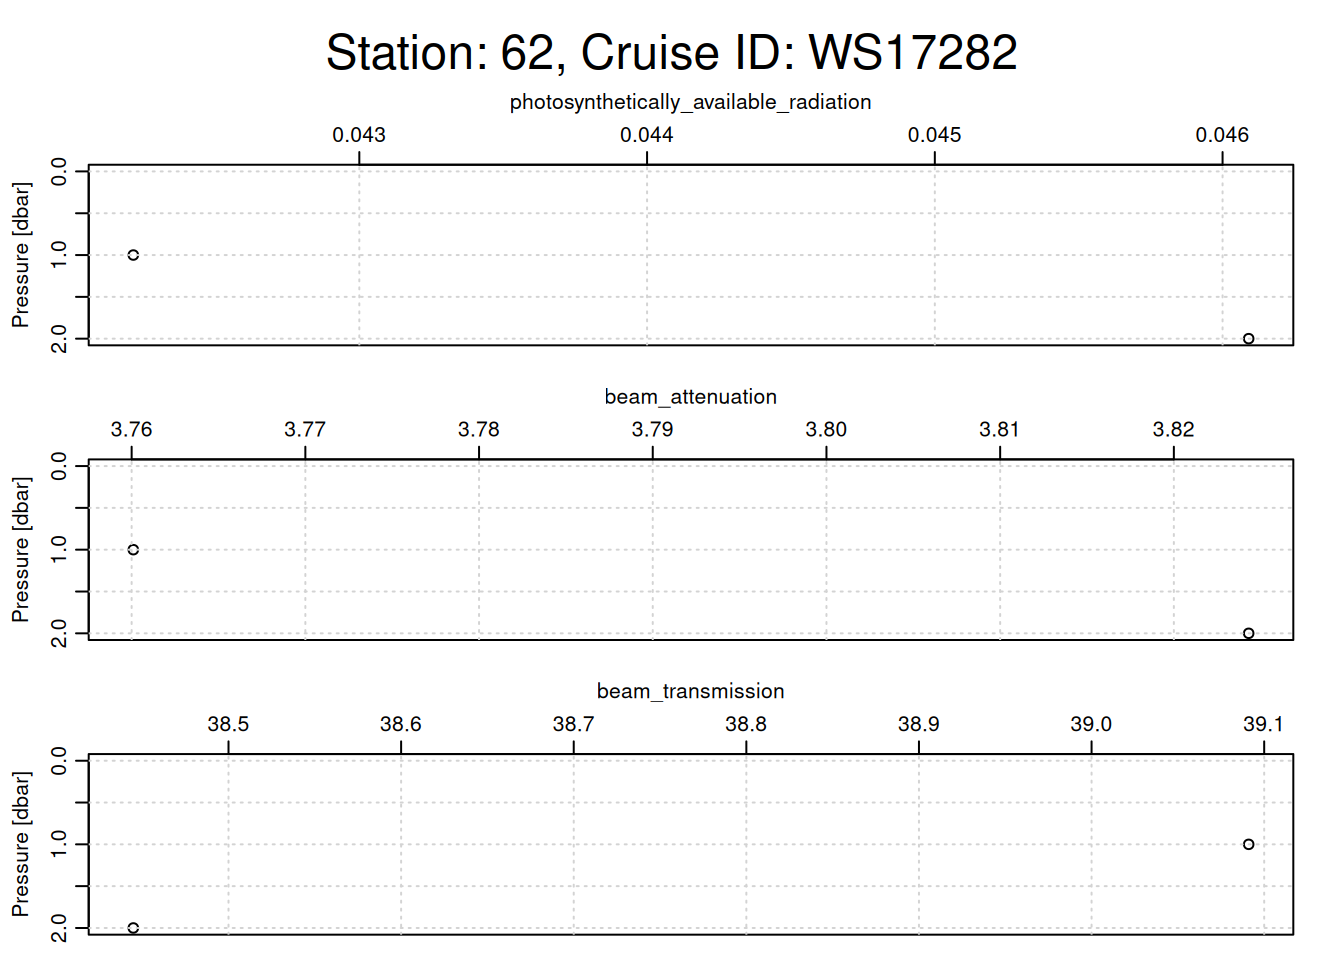 Station: 62, Cruise ID: WS17282
photosynthetically_available_radiation
0.043 0.044 0.045 0.046
Pressure [dbar]
0.0
1.0
2.0
beam_attenuation
3.76 3.77 3.78 3.79 3.80 3.81 3.82
Pressure [dbar]
0.0
1.0
2.0
beam_transmission
38.5 38.6 38.7 38.8 38.9 39.0 39.1
Pressure [dbar]
0.0
1.0
2.0